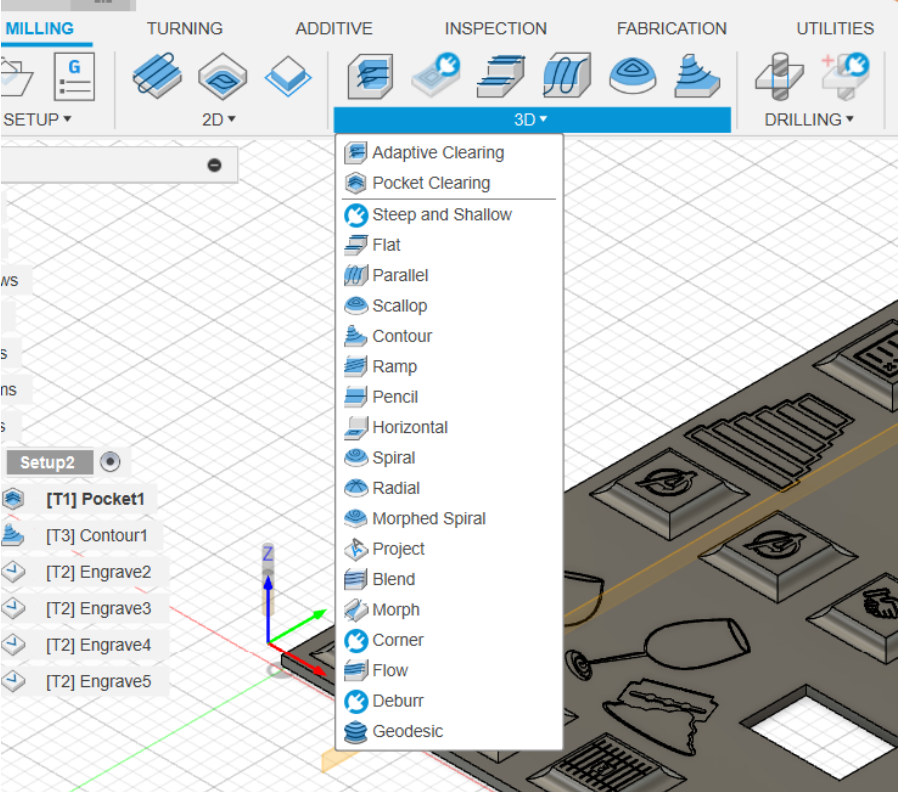 MILLING TURNING ADDITIVE INSPECTION FABRICATION UTILITIES
G
SETUP ▾ 2D ▾ 3D ▾ DRILLING ▾
Adaptive Clearing
Pocket Clearing
Steep and Shallow
Flat
Parallel
Scallop
Contour
Ramp
Pencil
Horizontal
Spiral
Radial
Morphed Spiral
Project
Blend
Morph
Corner
Flow
Deburr
Geodesic
ws
s
ms
s
Setup2
[T1] Pocket1
[T3] Contour1
[T2] Engrave2
[T2] Engrave3
[T2] Engrave4
[T2] Engrave5
Z